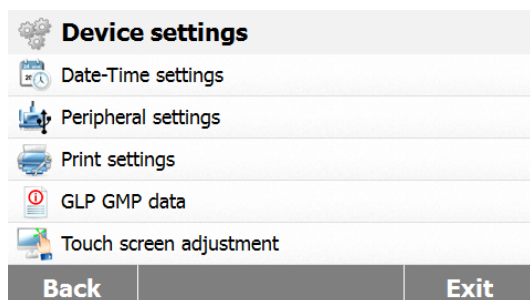 Device settings
Date-Time settings
Peripheral settings
Print settings
GLP GMP data
Touch screen adjustment
Back Exit